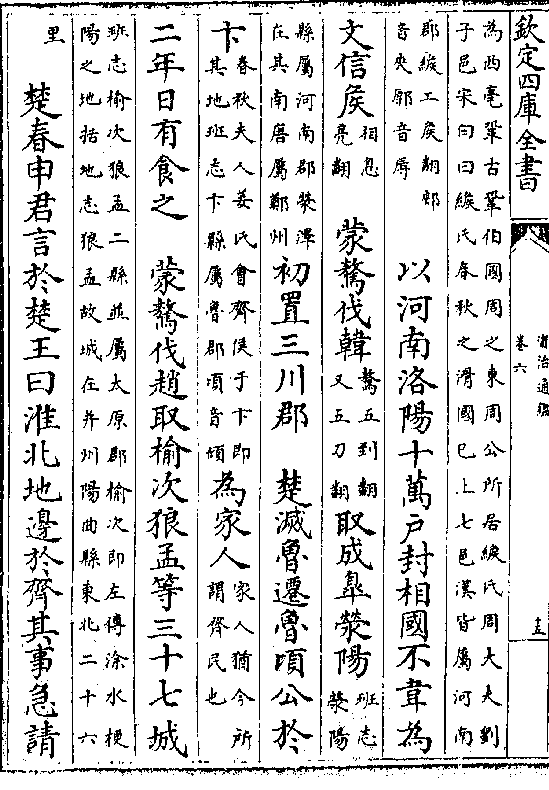 欽定四庫全書
資治通鑑
卷六
十五
為西亳鞏古鞏伯國周之東周公所居緱氏周大夫劉
子邑宋白曰緱氏春秋之滑國已上七邑漢皆屬河南
郡緱工侯翻郟
音夾鄏音辱
以河南洛陽十萬戶封相國不韋為
文信侯
相息
亮翻
蒙驁伐韓
驁五到翻
又五刀翻
取成臯滎陽
班志
滎陽
縣屬河南郡滎澤
在其南唐屬鄭州
初置三川郡 楚滅魯遷魯頃公於
卞
春秋夫人姜氏會齊侯于卞即
其地班志卞縣屬魯郡頃音傾
為家人
家人猶今所
謂齊民也
二年日有食之 蒙驁伐趙取榆次狼孟等三十七城
班志榆次狼孟二縣並屬太原郡榆次即左傳涂水梗
陽之地括地志狼孟故城在并州陽曲縣東北二十六
里
楚春申君言於楚王曰淮北地邊於齊其事急請